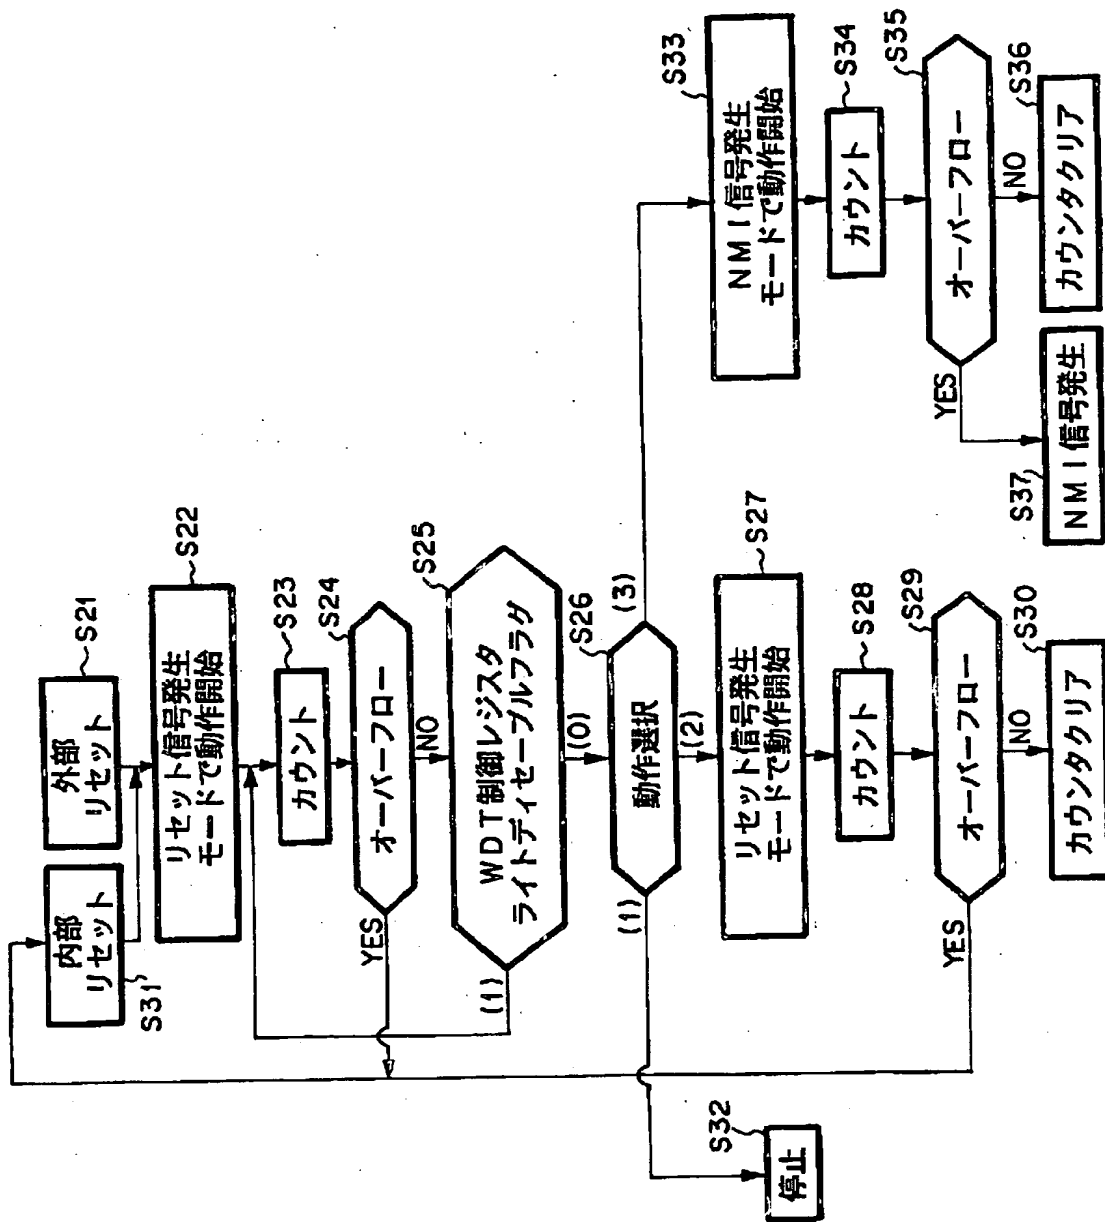 外部
リセット
S21
内部
リセット
S31
リセット信号発生
モードで動作開始
S22
カウント
S23
オーバーフロー
S24
YES
NO
WDT制御レジスタ
ライトディセーブルフラグ
S25
(1)
(0)
動作選択
S26
(1)
(2)
(3)
停止
S32
リセット信号発生
モードで動作開始
S27
カウント
S28
オーバーフロー
S29
YES
NO
カウンタクリア
S30
NMI信号発生
モードで動作開始
S33
カウント
S34
オーバーフロー
S35
YES
NO
カウンタクリア
S36
NMI信号発生
S37